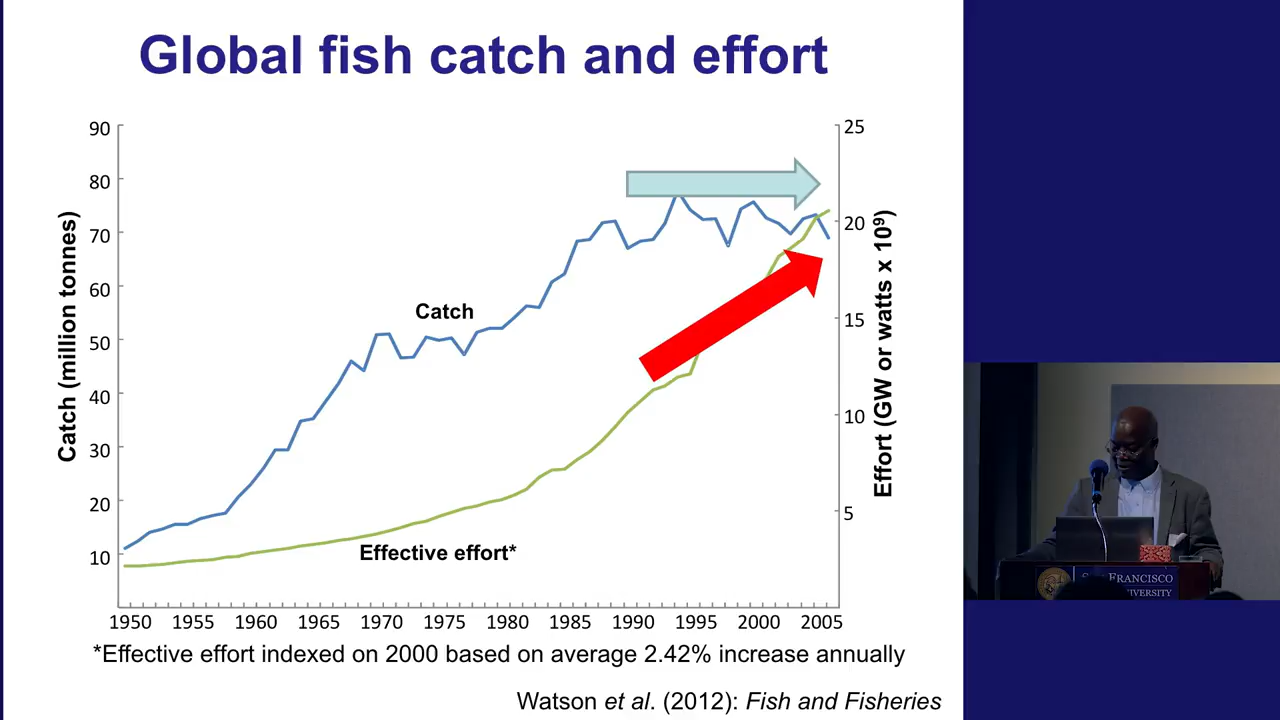 Global fish catch and effort
90
80
70
60
50
40
30
20
10
Catch (million tonnes)
25
20
15
10
5
Effort (GW or watts x 10⁹)
Catch
Effective effort*
1950 1955 1960 1965 1970 1975 1980 1985 1990 1995 2000 2005
*Effective effort indexed on 2000 based on average 2.42% increase annually
Watson et al. (2012): Fish and Fisheries
FRANCISCO